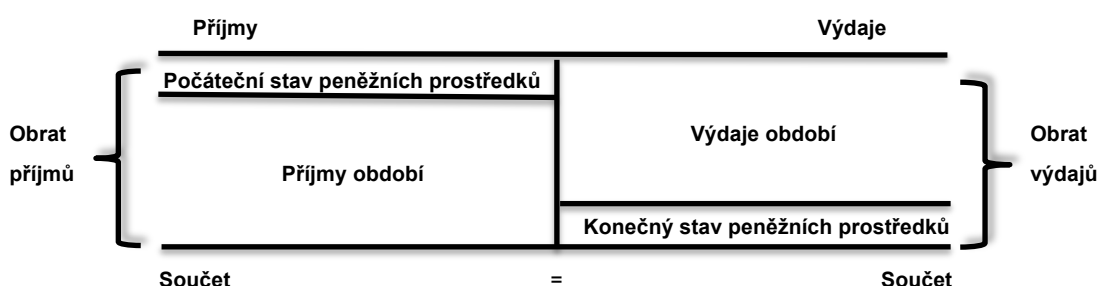 Příjmy Výdaje
Počáteční stav peněžních prostředků
Obrat příjmů
Příjmy období
Výdaje období
Obrat výdajů
Konečný stav peněžních prostředků
Součet = Součet